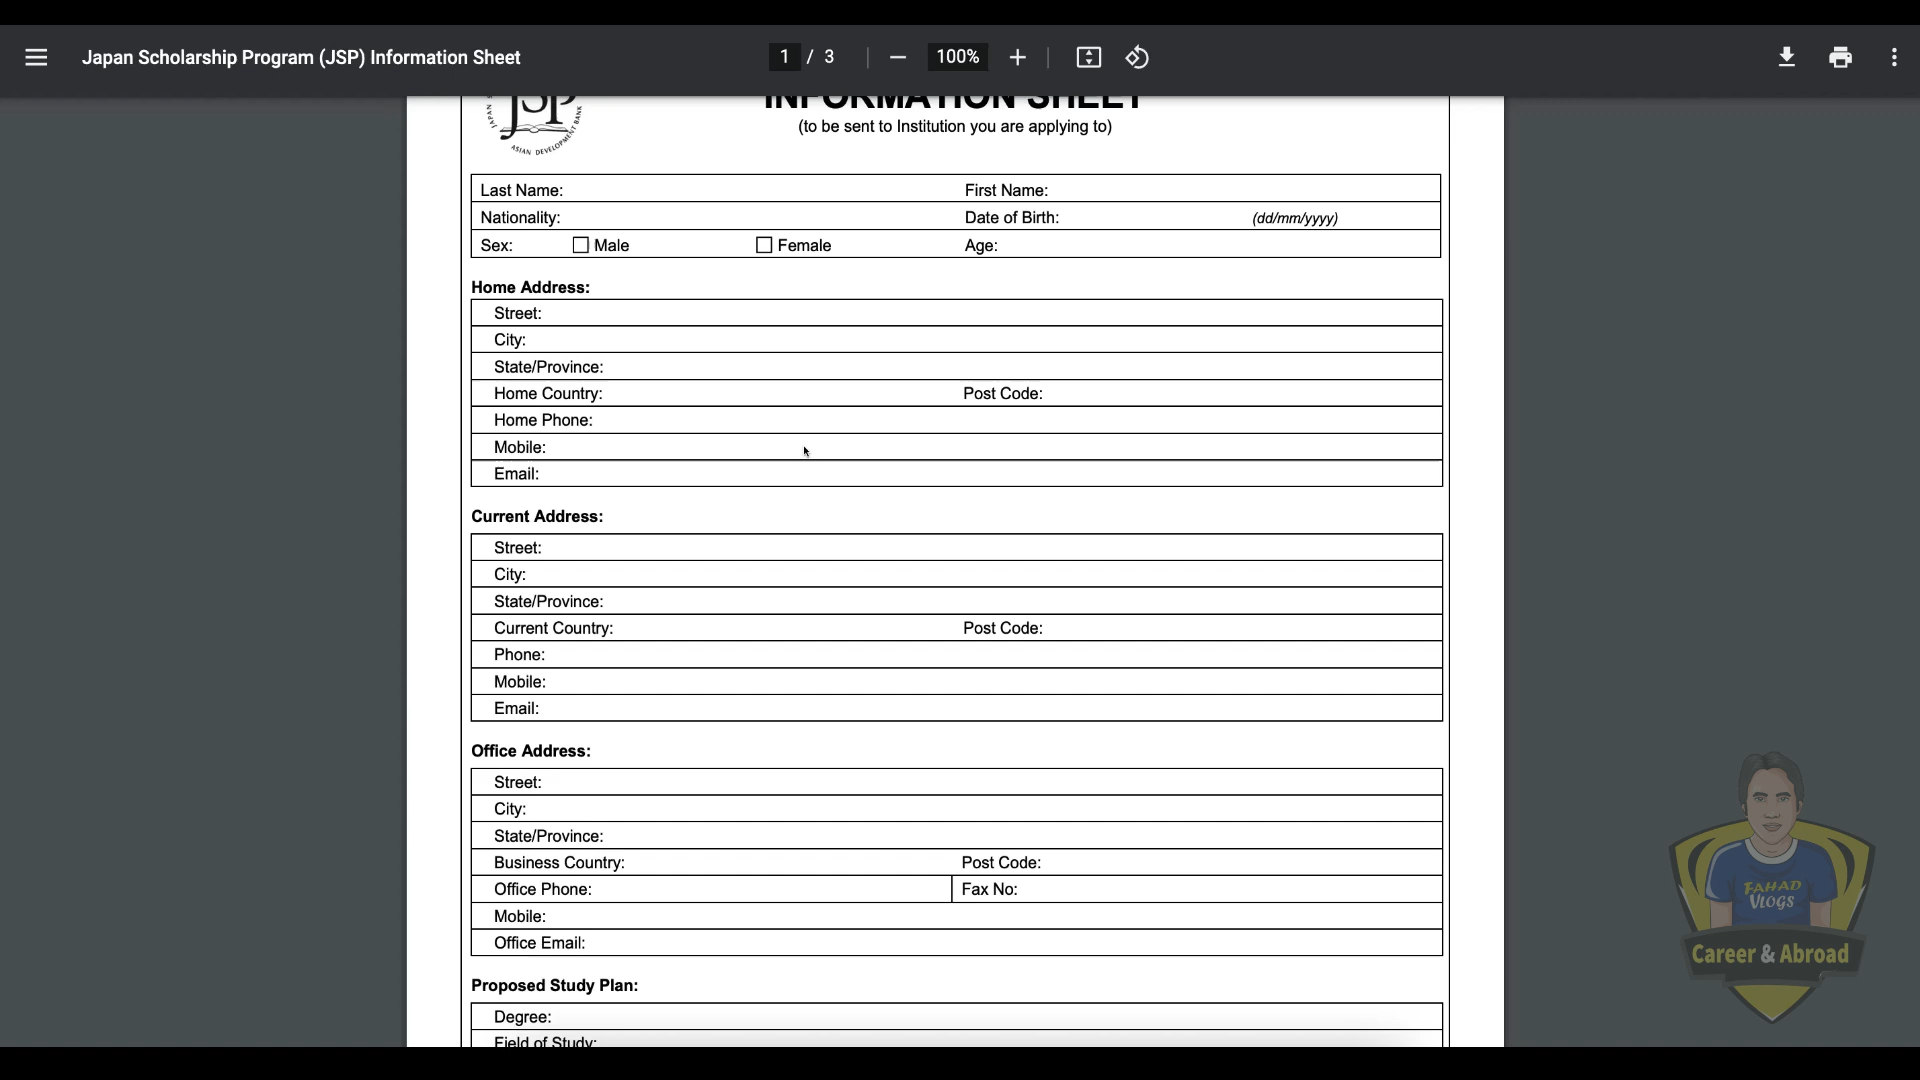 Japan Scholarship Program (JSP) Information Sheet
1 / 3
100%
JSP
ASIAN DEVELOPMENT BANK
INFORMATION SHEET
(to be sent to Institution you are applying to)
Last Name: First Name:
Nationality: Date of Birth: (dd/mm/yyyy)
Sex: Male Female Age:
Home Address:
Street:
City:
State/Province:
Home Country: Post Code:
Home Phone:
Mobile:
Email:
Current Address:
Street:
City:
State/Province:
Current Country: Post Code:
Phone:
Mobile:
Email:
Office Address:
Street:
City:
State/Province:
Business Country: Post Code:
Office Phone: Fax No:
Mobile:
Office Email:
Proposed Study Plan:
Degree:
Field of Study:
FAHAD
VLOGS
Career & Abroad